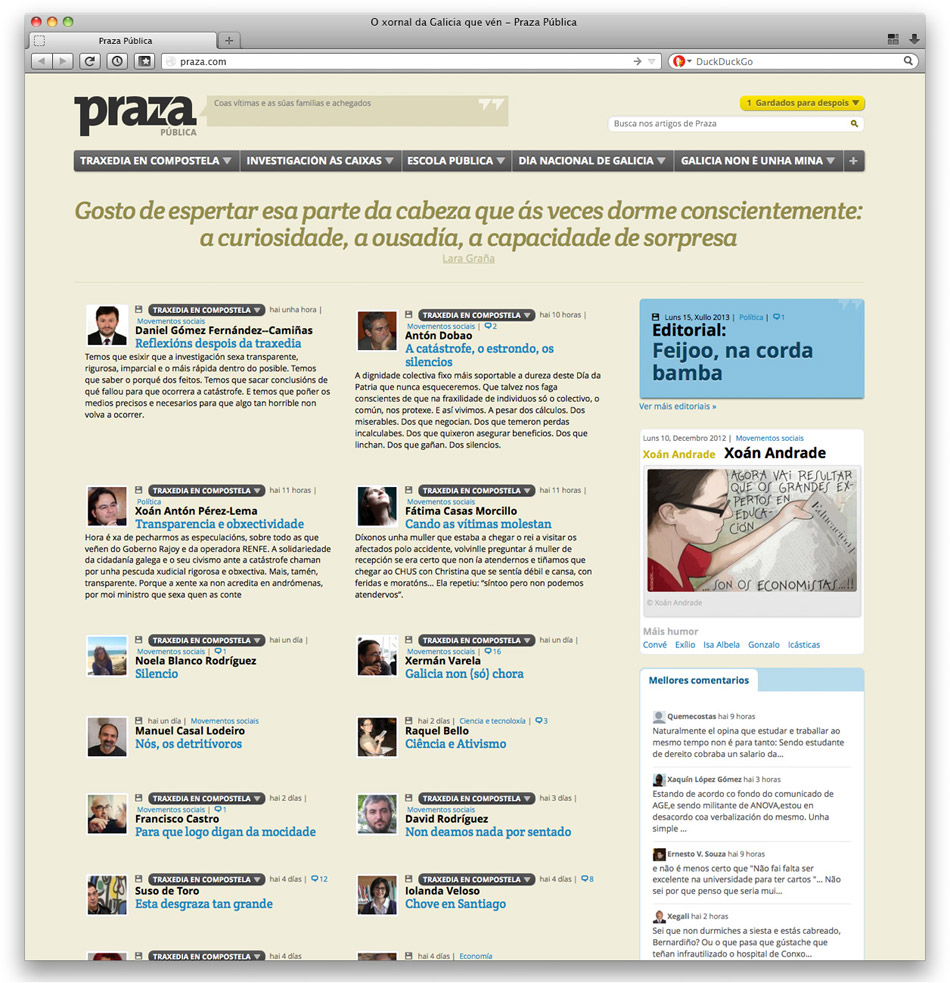 O xornal da Galicia que vén – Praza Pública
Praza Pública
praza.com
DuckDuckGo
praza
PÚBLICA
Coas vítimas e as súas familias e achegados
1 Gardados para despois
Busca nos artigos de Praza
TRAXEDIA EN COMPOSTELA
INVESTIGACIÓN ÁS CAIXAS
ESCOLA PÚBLICA
DÍA NACIONAL DE GALICIA
GALICIA NON É UNHA MINA
+
Gosto de espertar esa parte da cabeza que ás veces dorme conscientemente:
a curiosidade, a ousadía, a capacidade de sorpresa
Lara Graña
TRAXEDIA EN COMPOSTELA hai unha hora |
Movementos sociais
Daniel Gómez Fernández--Camiñas
Reflexións despois da traxedia
Temos que esixir que a investigación sexa transparente,
rigurosa, imparcial e o máis rápida dentro do posible. Temos
que saber o porqué dos feitos. Temos que sacar conclusións de
qué fallou para que ocorrera a catástrofe. E temos que poñer os
medios precisos e necesarios para que algo tan horrible non
volva a ocorrer.
TRAXEDIA EN COMPOSTELA hai 10 horas |
Movementos sociais | 2
Antón Dobao
A catástrofe, o estrondo, os
silencios
A dignidade colectiva fixo máis soportable a dureza deste Día da
Patria que nunca esqueceremos. Que talvez nos faga
conscientes de que na fraxilidade de individuos só o colectivo, o
común, nos protexe. E así vivimos. A pesar dos cálculos. Dos
miserables. Dos que negocian. Dos que temeron perdas
incalculabes. Dos que quixeron asegurar beneficios. Dos que
linchan. Dos que gañan. Dos silencios.
TRAXEDIA EN COMPOSTELA hai 11 horas |
Política
Xoán Antón Pérez-Lema
Transparencia e obxectividade
Hora é xa de pecharmos as especulacións, sobre todo as que
veñen do Goberno Rajoy e da operadora RENFE. A solidariedade
da cidadanía galega e o seu civismo ante a catástrofe chaman
por unha pescuda xudicial rigorosa e obxectiva. Mais, tamén,
transparente. Porque a xente xa non acredita en andrómenas,
por moi ministro que sexa quen as conte
TRAXEDIA EN COMPOSTELA hai 11 horas |
Movementos sociais
Fátima Casas Morcillo
Cando as vítimas molestan
Díxonos unha muller que estaba a chegar o rei a visitar os
afectados polo accidente, volvinlle preguntar á muller de
recepción se era certo que non ía atendernos e tiñamos que
chegar ao CHUS con Christina que se sentía débil e cansa, con
feridas e moratóns... Ela repetiu: “síntoo pero non podemos
atendervos”.
TRAXEDIA EN COMPOSTELA hai un día |
Movementos sociais | 1
Noela Blanco Rodríguez
Silencio
TRAXEDIA EN COMPOSTELA hai un día |
Movementos sociais | 16
Xermán Varela
Galicia non (só) chora
hai un día | Movementos sociais
Manuel Casal Lodeiro
Nós, os detritívoros
hai 2 días | Ciencia e tecnoloxía | 3
Raquel Bello
Ciência e Ativismo
TRAXEDIA EN COMPOSTELA hai 2 días |
Movementos sociais | 1
Francisco Castro
Para que logo digan da mocidade
TRAXEDIA EN COMPOSTELA hai 3 días |
Movementos sociais
David Rodríguez
Non deamos nada por sentado
TRAXEDIA EN COMPOSTELA hai 4 días | 12
Suso de Toro
Esta desgraza tan grande
TRAXEDIA EN COMPOSTELA hai 4 días | 8
Iolanda Veloso
Chove en Santiago
TRAXEDIA EN COMPOSTELA hai 4 días
hai 4 días | Economía
Luns 15, Xullo 2013 | Política | 1
Editorial:
Feijoo, na corda
bamba
Ver máis editoriais »
Luns 10, Decembro 2012 | Movementos sociais
Xoán Andrade Xoán Andrade
AGORA VAI RESULTAR
QUE OS GRANDES EX-
PERTOS EN
EDUCA-
CIÓN
Educación
...SON OS ECONOMISTAS...!!
© Xoán Andrade
Máis humor
Convé Exilio Isa Albela Gonzalo Icásticas
Mellores comentarios
Quemecostas hai 9 horas
Naturalmente el opina que estudar e traballar ao
mesmo tempo non é para tanto: Sendo estudante
de dereito cobraba un salario da...
Xaquín López Gómez hai 3 horas
Estando de acordo co fondo do comunicado de
AGE,e sendo militante de ANOVA,estou en
desacordo coa verbalización do mesmo. Unha
simple ...
Ernesto V. Souza hai 9 horas
e não é menos certo que "Não fai falta ser
excelente na universidade para ter cartos "... Não
sei por que penso que seria mui...
Xegali hai 2 horas
Sei que non durmiches a siesta e estás cabreado,
Bernardiño? Ou o que pasa que gústache que
teñan infrautilizado o hospital de Conxo...